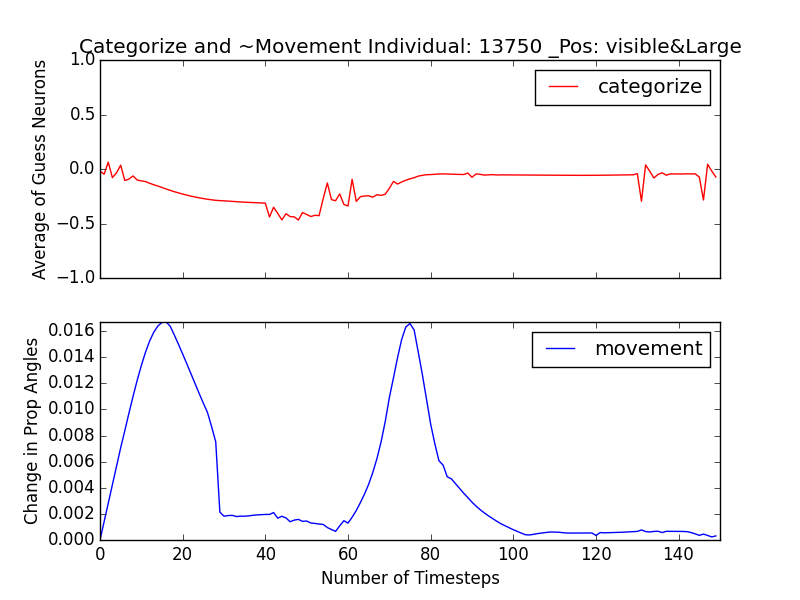 Categorize and ~Movement Individual: 13750 _Pos: visible&Large
1.0
0.5
0.0
−0.5
−1.0
Average of Guess Neurons
categorize
0.016
0.014
0.012
0.010
0.008
0.006
0.004
0.002
0.000
Change in Prop Angles
movement
0 20 40 60 80 100 120 140
Number of Timesteps